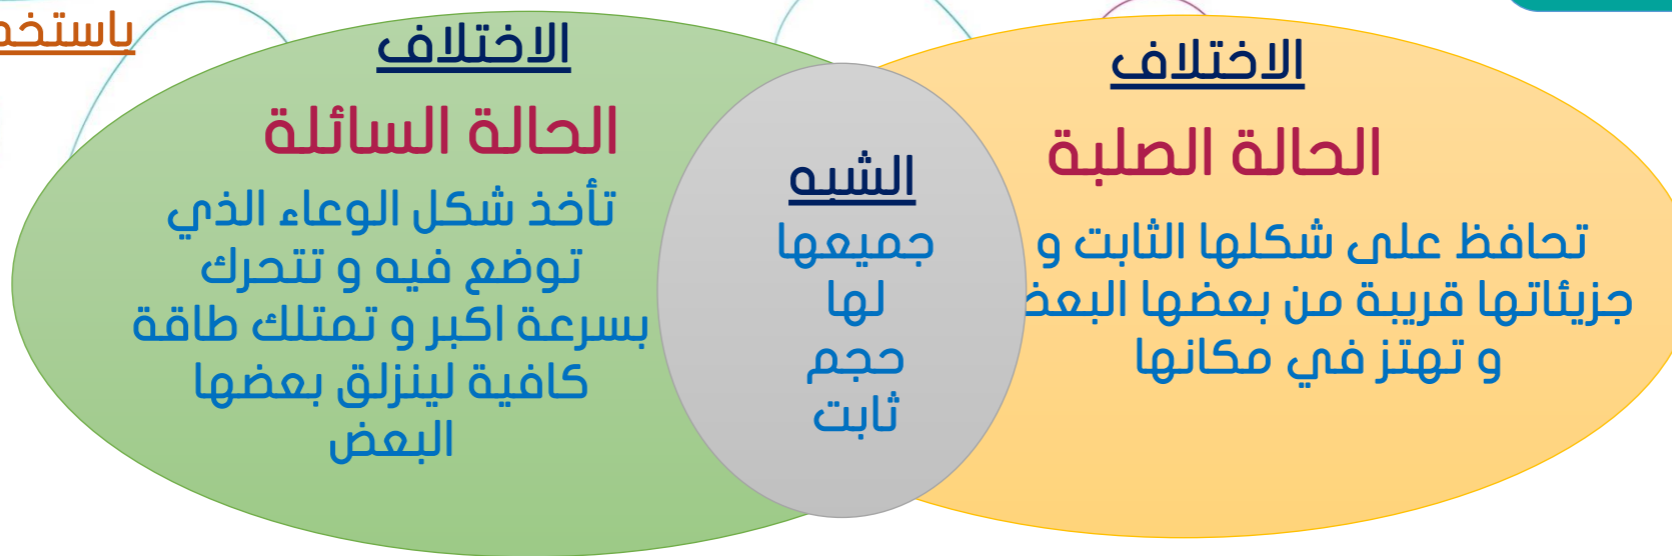 الاختلاف
الحالة الصلبة
تحافظ على شكلها الثابت و
جزيئاتها قريبة من بعضها البعض
و تهتز في مكانها
الشبه
جميعها
لها
حجم
ثابت
الاختلاف
الحالة السائلة
تأخذ شكل الوعاء الذي
توضع فيه و تتحرك
بسرعة اكبر و تمتلك طاقة
كافية لينزلق بعضها
البعض